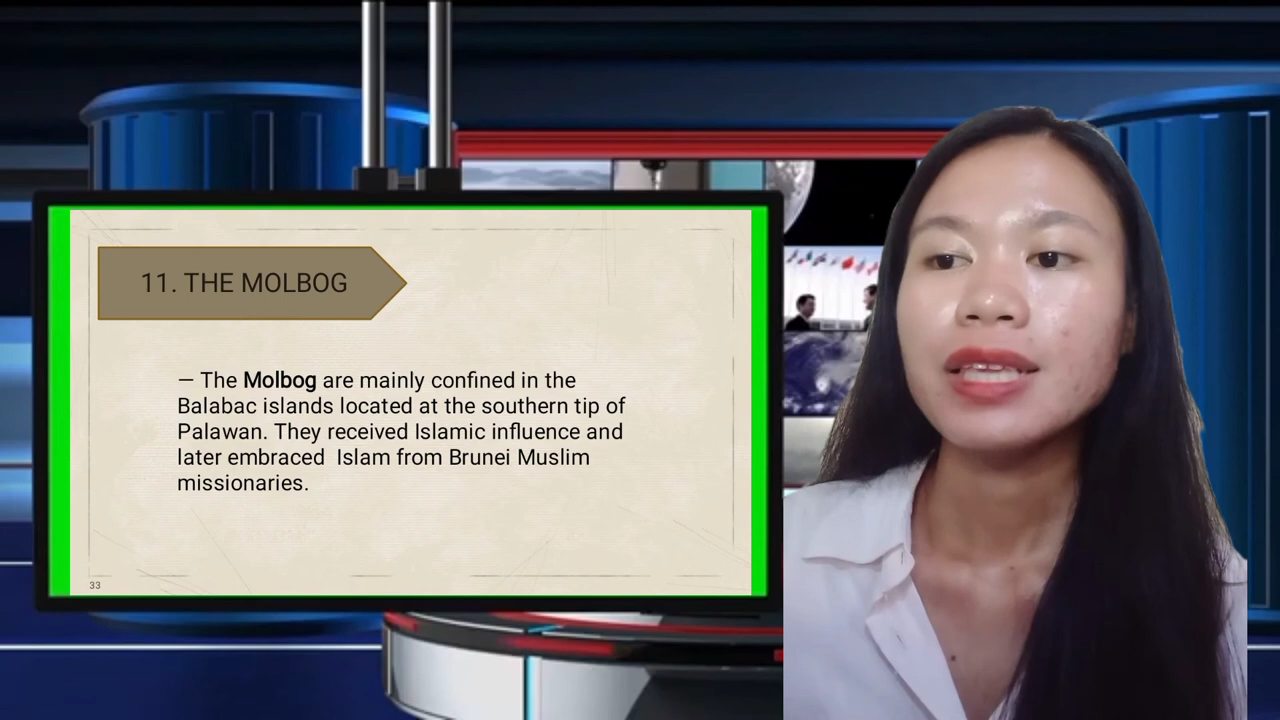 11. THE MOLBOG
— The Molbog are mainly confined in the
Balabac islands located at the southern tip of
Palawan. They received Islamic influence and
later embraced  Islam from Brunei Muslim
missionaries.
33